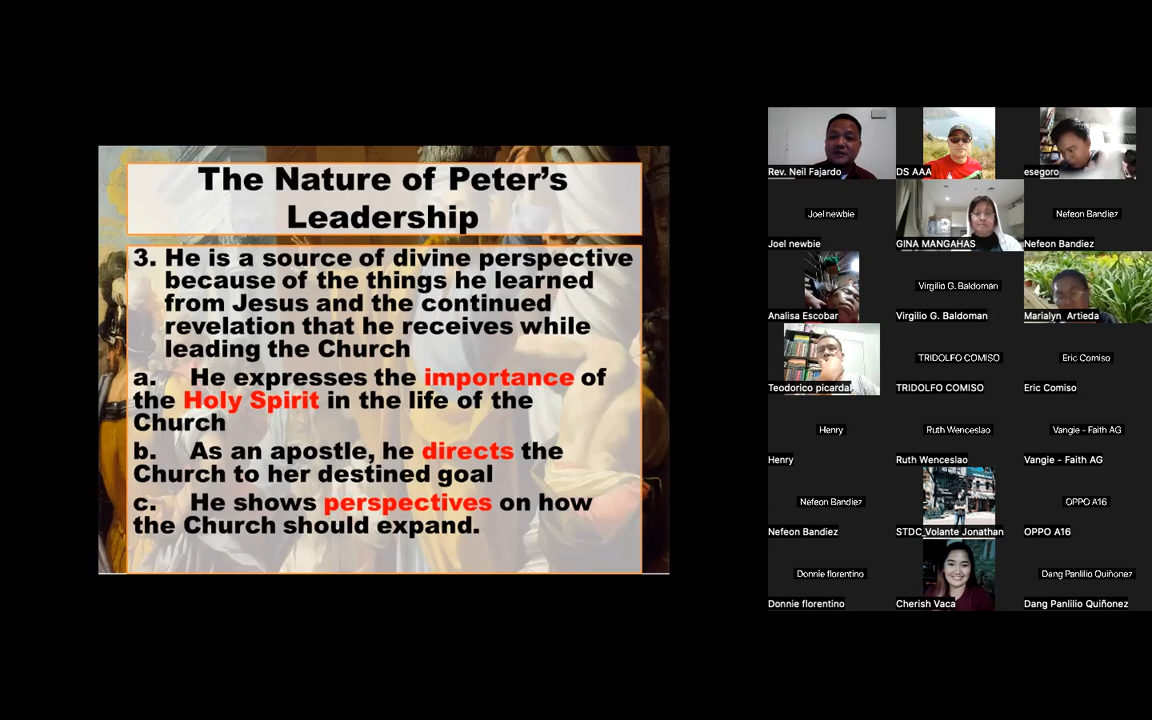 The Nature of Peter's
Leadership
3. He is a source of divine perspective
because of the things he learned
from Jesus and the continued
revelation that he receives while
leading the Church
a. He expresses the importance of
the Holy Spirit in the life of the
Church
b. As an apostle, he directs the
Church to her destined goal
c. He shows perspectives on how
the Church should expand.
Rev. Neil Fajardo
DS AAA
esegoro
Joel newbie
Joel newbie
GINA MANGAHAS
Nefeon Bandiez
Nefeon Bandiez
Analisa Escobar
Virgilio G. Baldoman
Virgilio G. Baldoman
Marialyn Artieda
Teodorico picardal
TRIDOLFO COMISO
TRIDOLFO COMISO
Eric Comiso
Eric Comiso
Henry
Henry
Ruth Wenceslao
Ruth Wenceslao
Vangie - Faith AG
Vangie - Faith AG
Nefeon Bandiez
Nefeon Bandiez
STDC_Volante Jonathan
OPPO A16
OPPO A16
Donnie florentino
Donnie florentino
Cherish Vaca
Dang Panlilio Quiñonez
Dang Panlilio Quiñonez